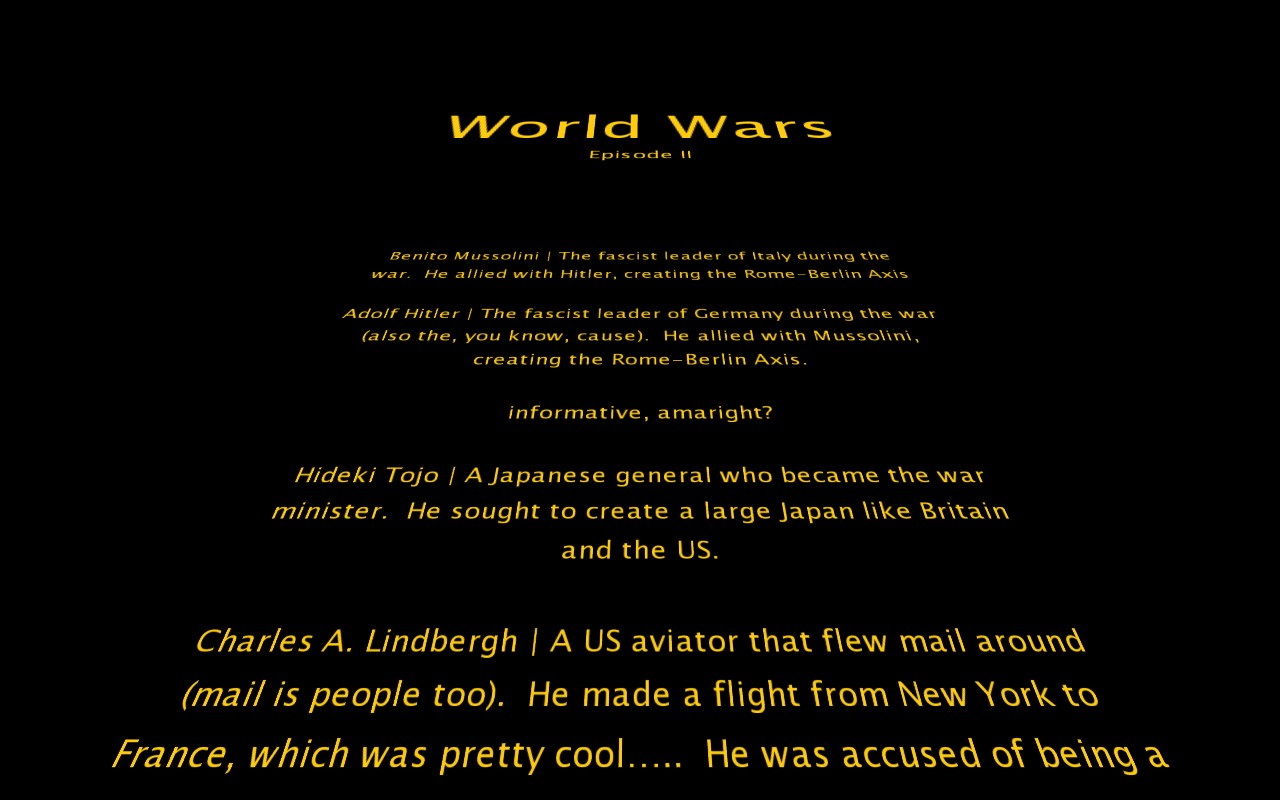 World Wars
Episode II
Benito Mussolini | The fascist leader of Italy during the
war.  He allied with Hitler, creating the Rome-Berlin Axis
Adolf Hitler | The fascist leader of Germany during the war
(also the, you know, cause).  He allied with Mussolini,
creating the Rome-Berlin Axis.
informative, amaright?
Hideki Tojo | A Japanese general who became the war
minister.  He sought to create a large Japan like Britain
and the US.
Charles A. Lindbergh | A US aviator that flew mail around
(mail is people too).  He made a flight from New York to
France, which was pretty cool.....  He was accused of being a